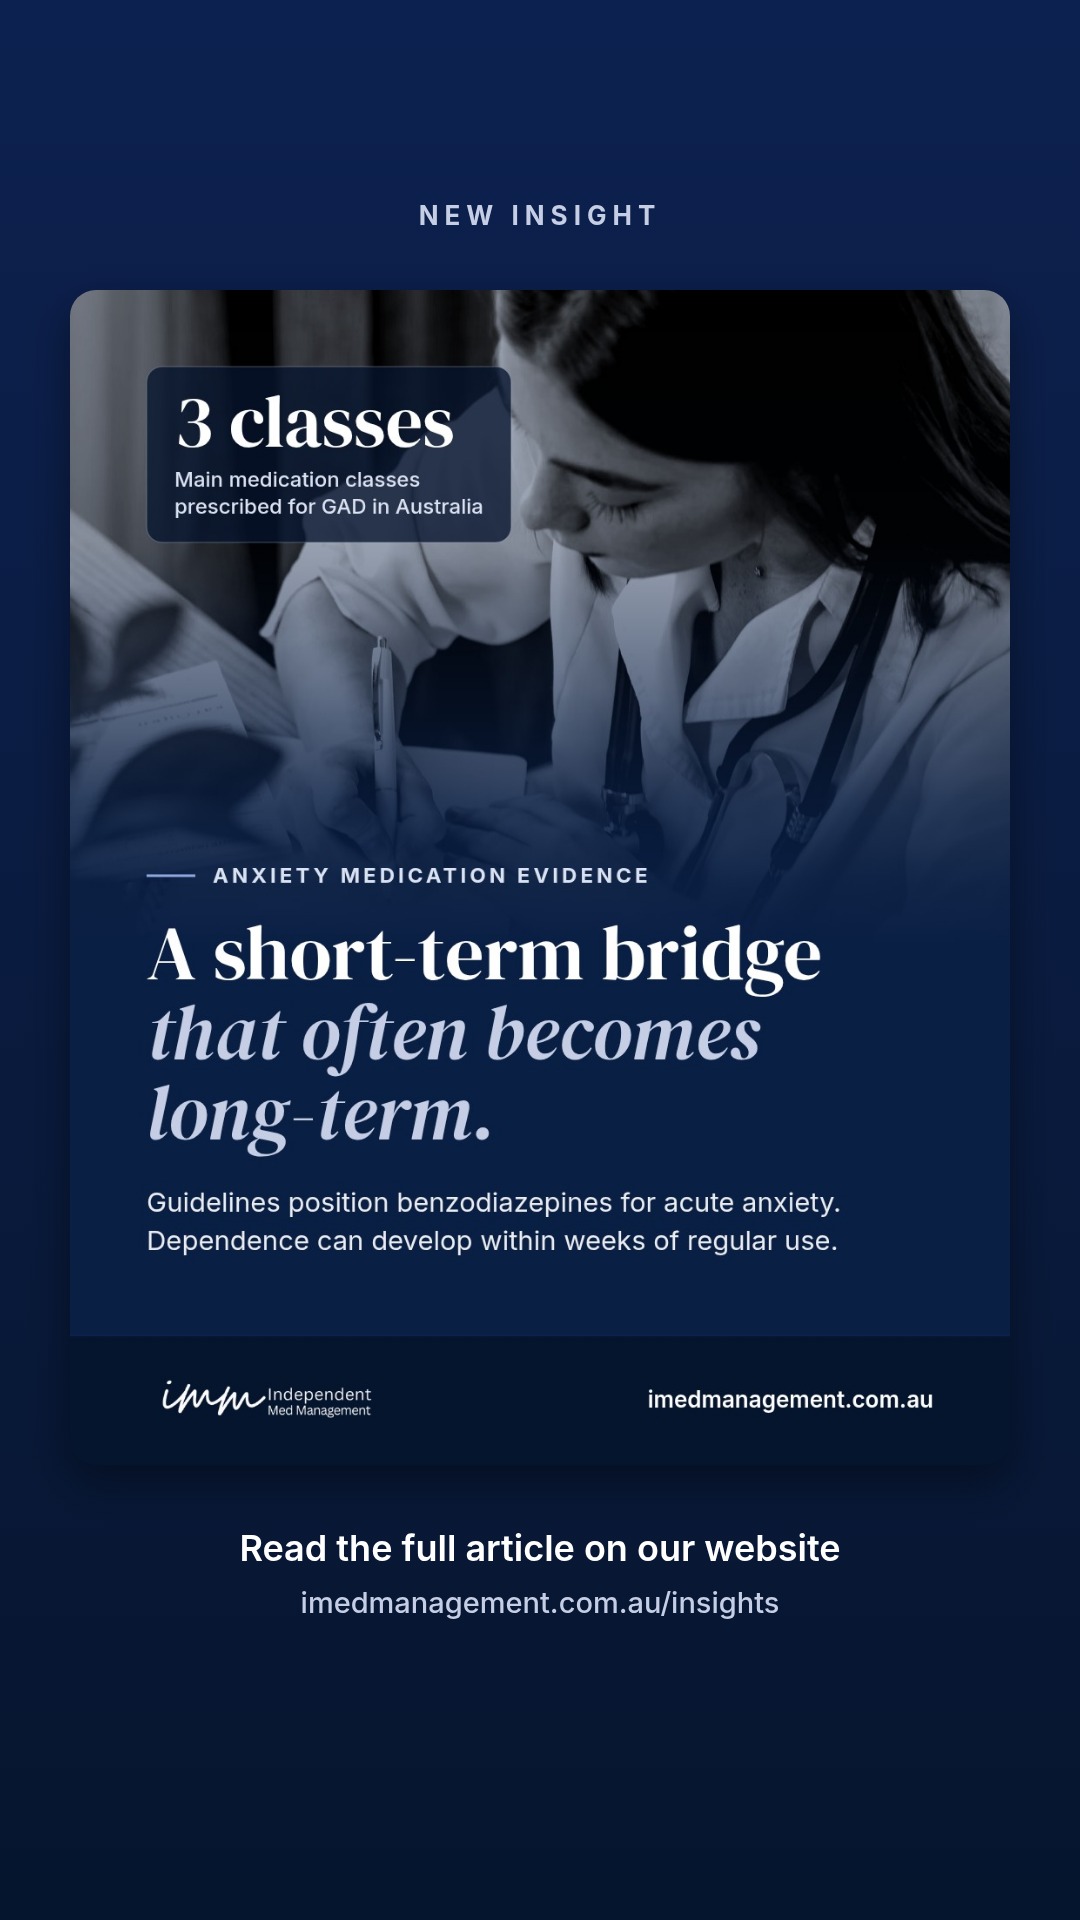 NEW INSIGHT
3 classes
Main medication classes
prescribed for GAD in Australia
ANXIETY MEDICATION EVIDENCE
A short-term bridge
that often becomes
long-term.
Guidelines position benzodiazepines for acute anxiety.
Dependence can develop within weeks of regular use.
imm Independent
Med Management
imedmanagement.com.au
Read the full article on our website
imedmanagement.com.au/insights